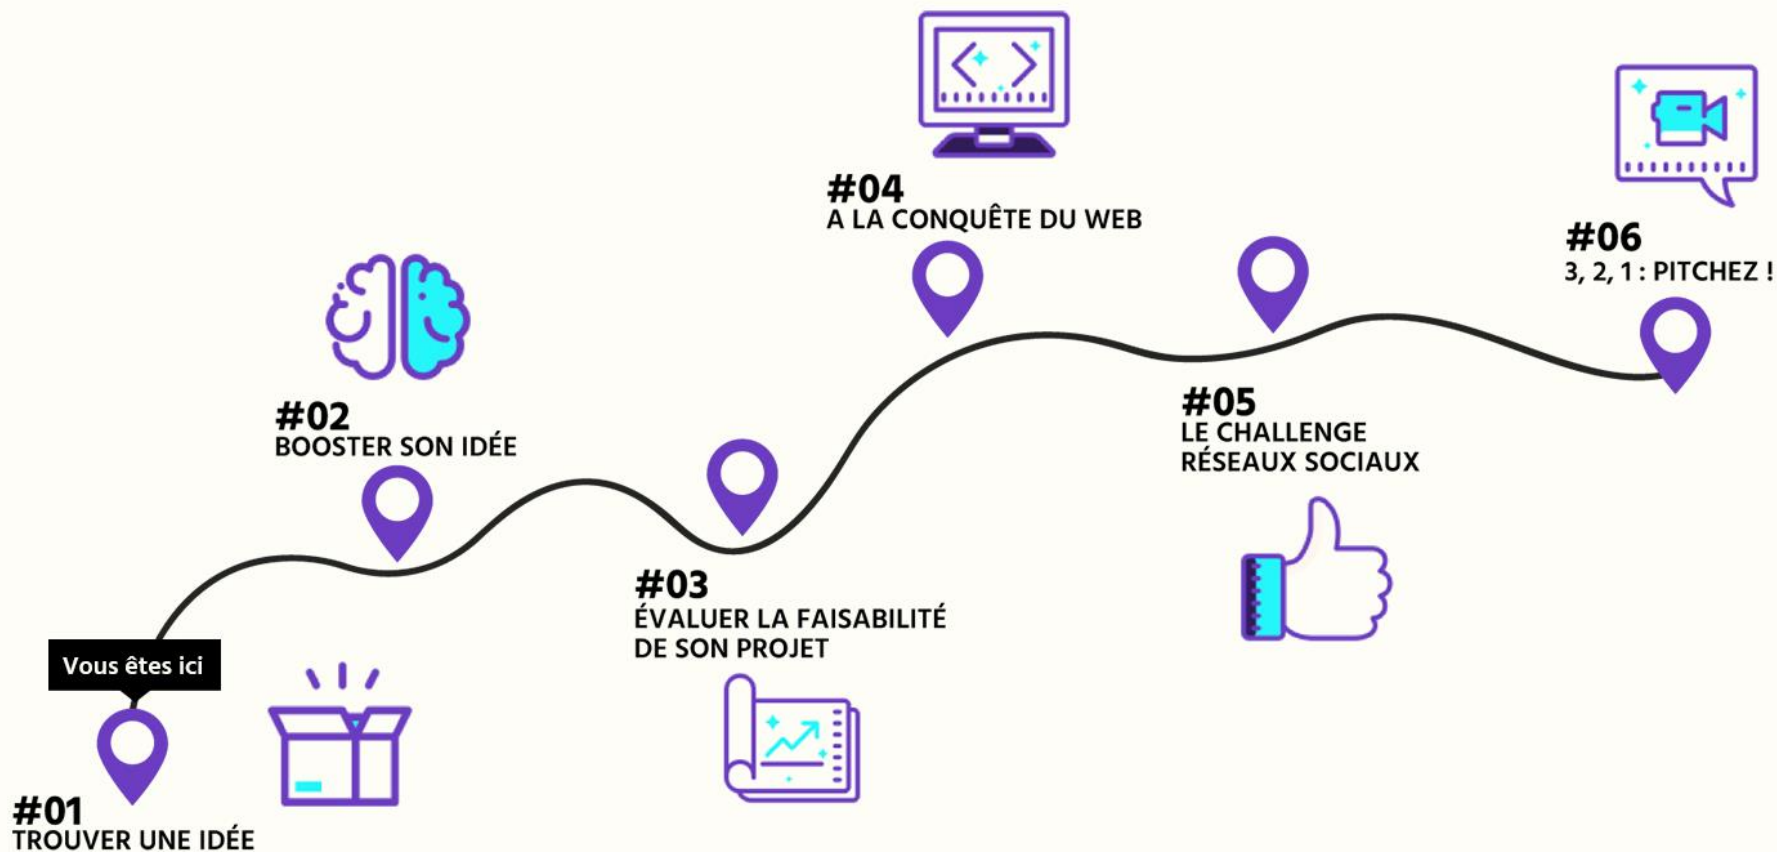 #04
A LA CONQUÊTE DU WEB
#06
3, 2, 1 : PITCHEZ !
#02
BOOSTER SON IDÉE
#05
LE CHALLENGE
RÉSEAUX SOCIAUX
#03
ÉVALUER LA FAISABILITÉ
DE SON PROJET
Vous êtes ici
#01
TROUVER UNE IDÉE